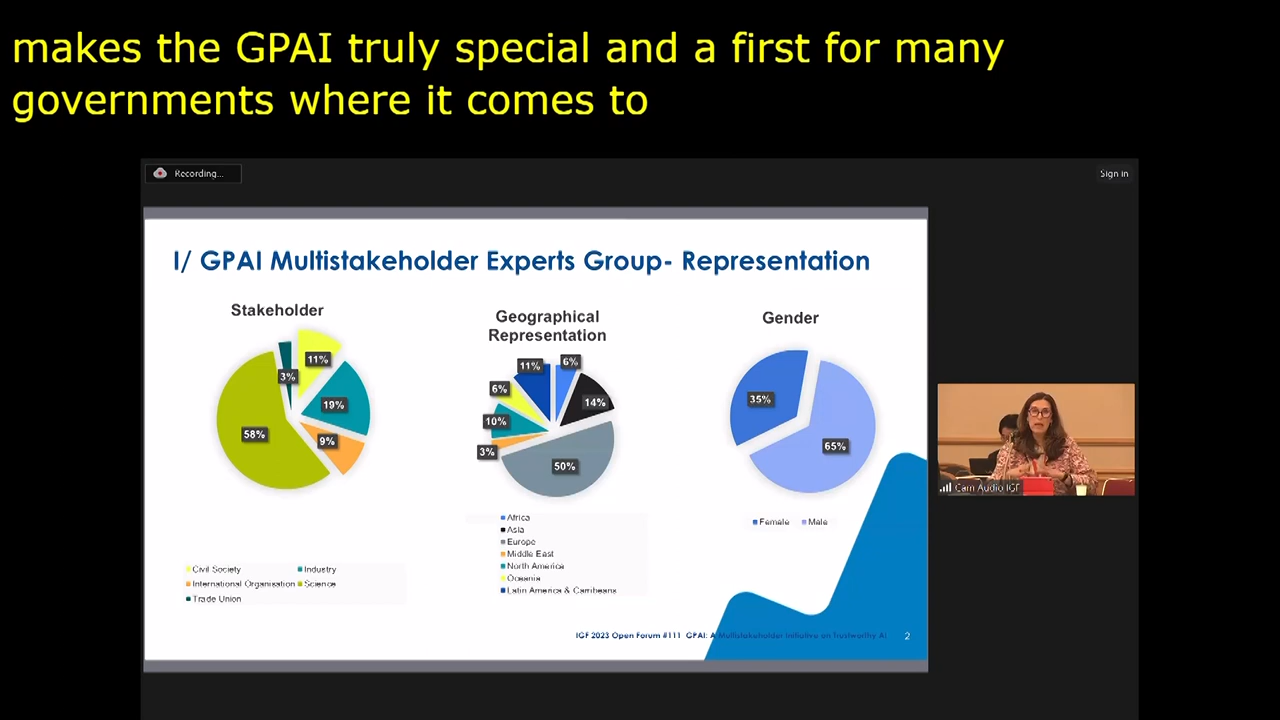 makes the GPAI truly special and a first for many
governments where it comes to
Recording...
Sign in
I/ GPAI Multistakeholder Experts Group- Representation
Stakeholder
11%
3%
19%
58%
9%
Civil Society
Industry
International Organisation
Science
Trade Union
Geographical
Representation
11%
6%
6%
14%
10%
3%
50%
Africa
Asia
Europe
Middle East
North America
Oceania
Latin America & Carribeans
Gender
35%
65%
Female
Male
Cam Audio IGF
IGF 2023 Open Forum #111 GPAI: A Multistakeholder Initiative on Trustworthy AI
2